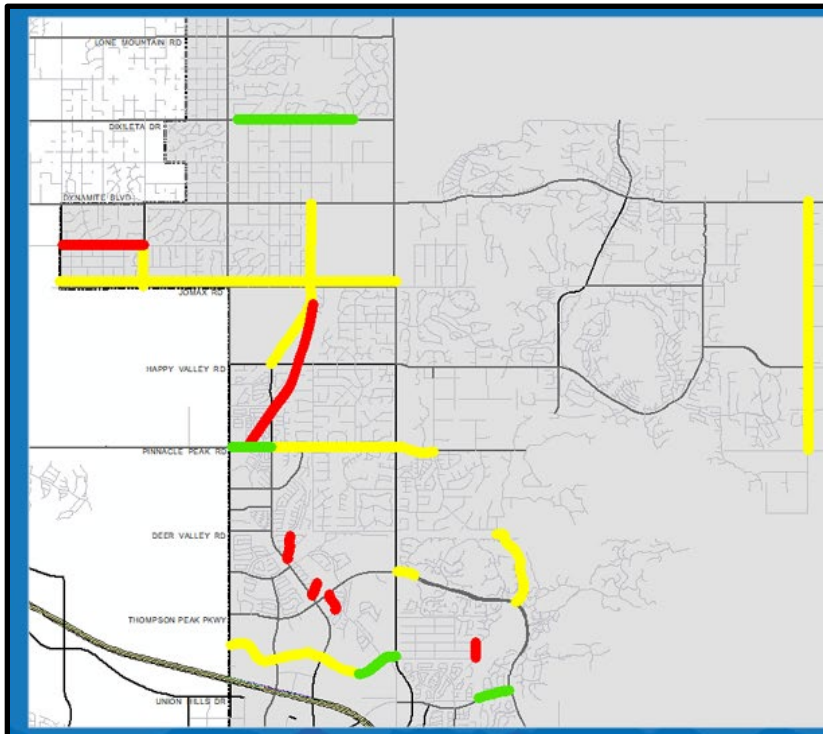 LONE MOUNTAIN RD
DIXILETA DR
DYNAMITE BLVD
JOMAX RD
HAPPY VALLEY RD
PINNACLE PEAK RD
DEER VALLEY RD
THOMPSON PEAK PKWY
UNION HILLS DR